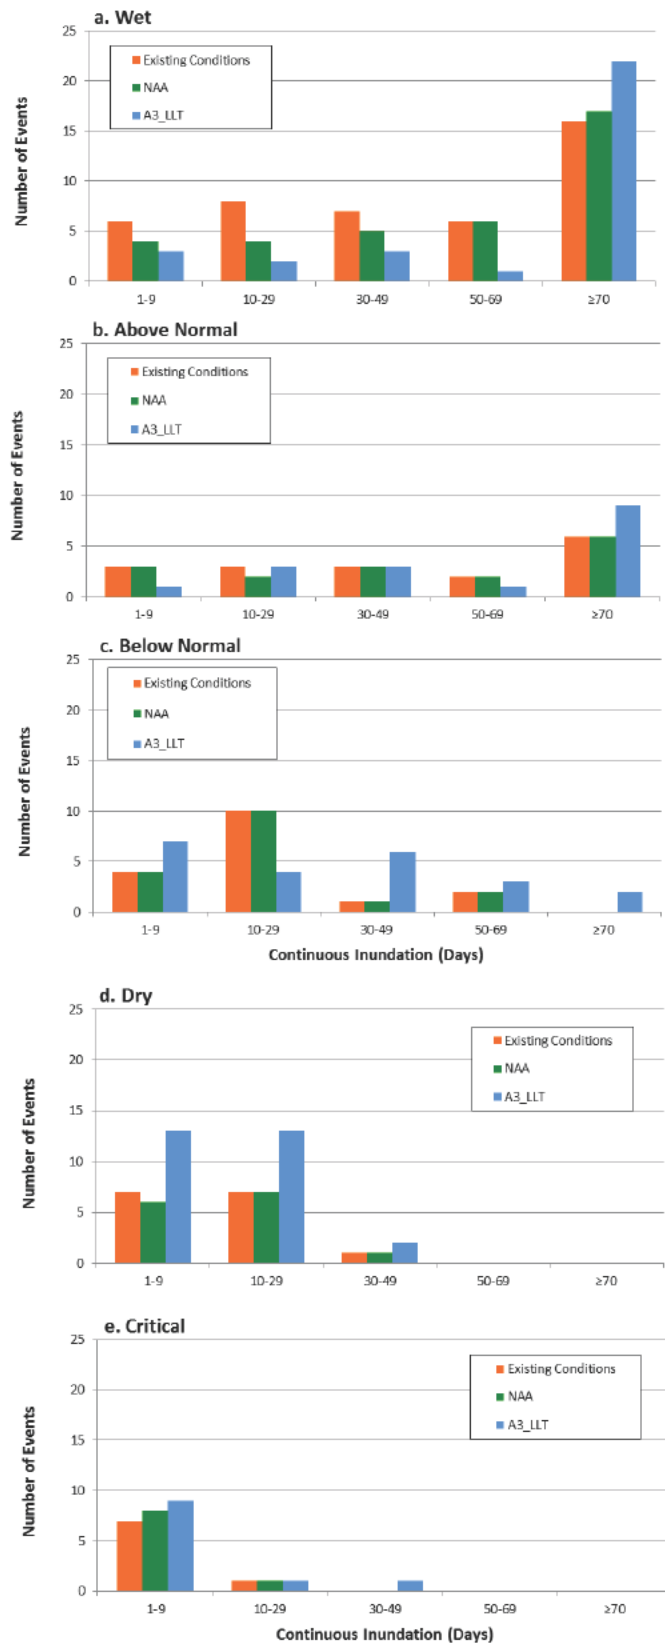 a. Wet
25
20
15
10
5
0
Number of Events
Existing Conditions
NAA
A3_LLT
1-9 10-29 30-49 50-69 ≥70
b. Above Normal
25
20
15
10
5
0
Number of Events
Existing Conditions
NAA
A3_LLT
1-9 10-29 30-49 50-69 ≥70
c. Below Normal
25
20
15
10
5
0
Number of Events
Existing Conditions
NAA
A3_LLT
1-9 10-29 30-49 50-69 ≥70
Continuous Inundation (Days)
d. Dry
25
20
15
10
5
0
Number of Events
Existing Conditions
NAA
A3_LLT
1-9 10-29 30-49 50-69 ≥70
e. Critical
25
20
15
10
5
0
Number of Events
Existing Conditions
NAA
A3_LLT
1-9 10-29 30-49 50-69 ≥70
Continuous Inundation (Days)